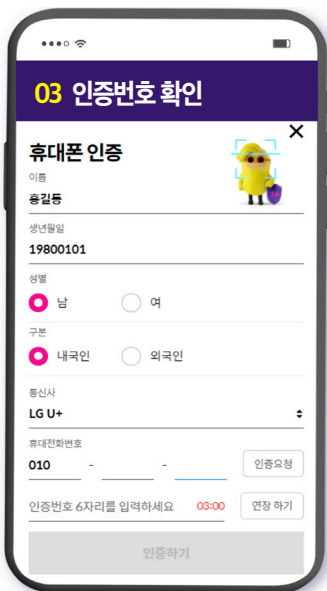 03 인증번호 확인
휴대폰 인증
이름
홍길등
생년월일
19800101
성별
남 여
구분
내국인 외국인
통신사
LG U+
휴대전화번호
010 - - 인증요청
인증번호 6자리를 입력하세요 03:00 연장 하기
인증하기